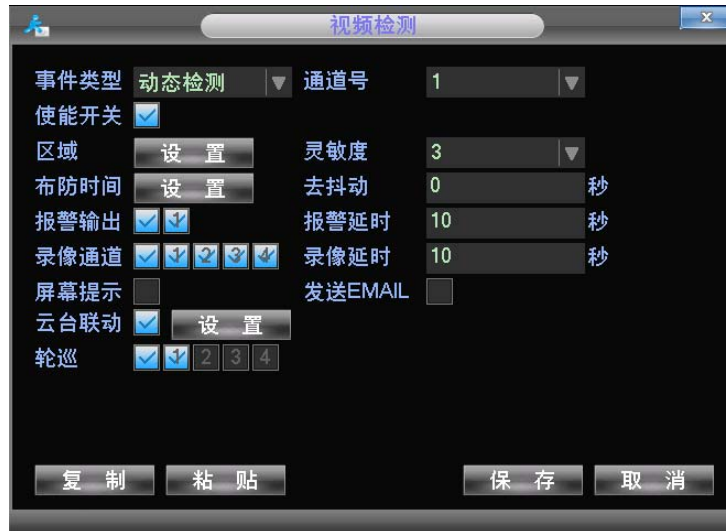 视频检测
事件类型 动态检测 通道号 1
使能开关
区域 设 置 灵敏度 3
布防时间 设 置 去抖动 0 秒
报警输出 1 报警延时 10 秒
录像通道 1 2 3 4 录像延时 10 秒
屏幕提示 发送EMAIL
云台联动 设 置
轮巡 1 2 3 4
复 制 粘 贴 保 存 取 消